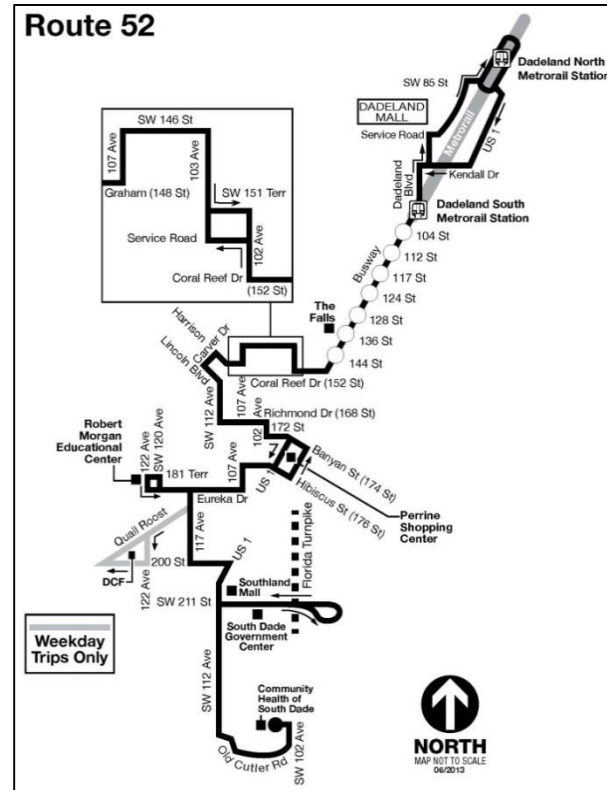 Route 52
Dadeland North
Metrorail Station
SW 85 St
DADELAND
MALL
Service Road
Metrorail
US 1
Dadeland
Blvd
Kendall Dr
Dadeland South
Metrorail Station
SW 146 St
107 Ave
103 Ave
Graham (148 St)
SW 151 Terr
Service Road
102 Ave
Coral Reef Dr
(152 St)
Busway
104 St
112 St
117 St
124 St
128 St
136 St
144 St
The
Falls
Harrison
Carver Dr
Lincoln Blvd
Coral Reef Dr (152 St)
SW 112 Ave
107 Ave
Richmond Dr (168 St)
102 Ave
172 St
Banyan St (174 St)
Hibiscus St (176 St)
US 1
Perrine
Shopping
Center
Robert
Morgan
Educational
Center
122 Ave
SW 120 Ave
181 Terr
107 Ave
Eureka Dr
Quail Roost
117 Ave
US 1
200 St
DCF
122 Ave
Florida Turnpike
Southland
Mall
SW 211 St
South Dade
Government
Center
Weekday
Trips Only
SW 112 Ave
Community
Health of
South Dade
Old Cutler Rd
SW 102 Ave
NORTH
MAP NOT TO SCALE
06/2013